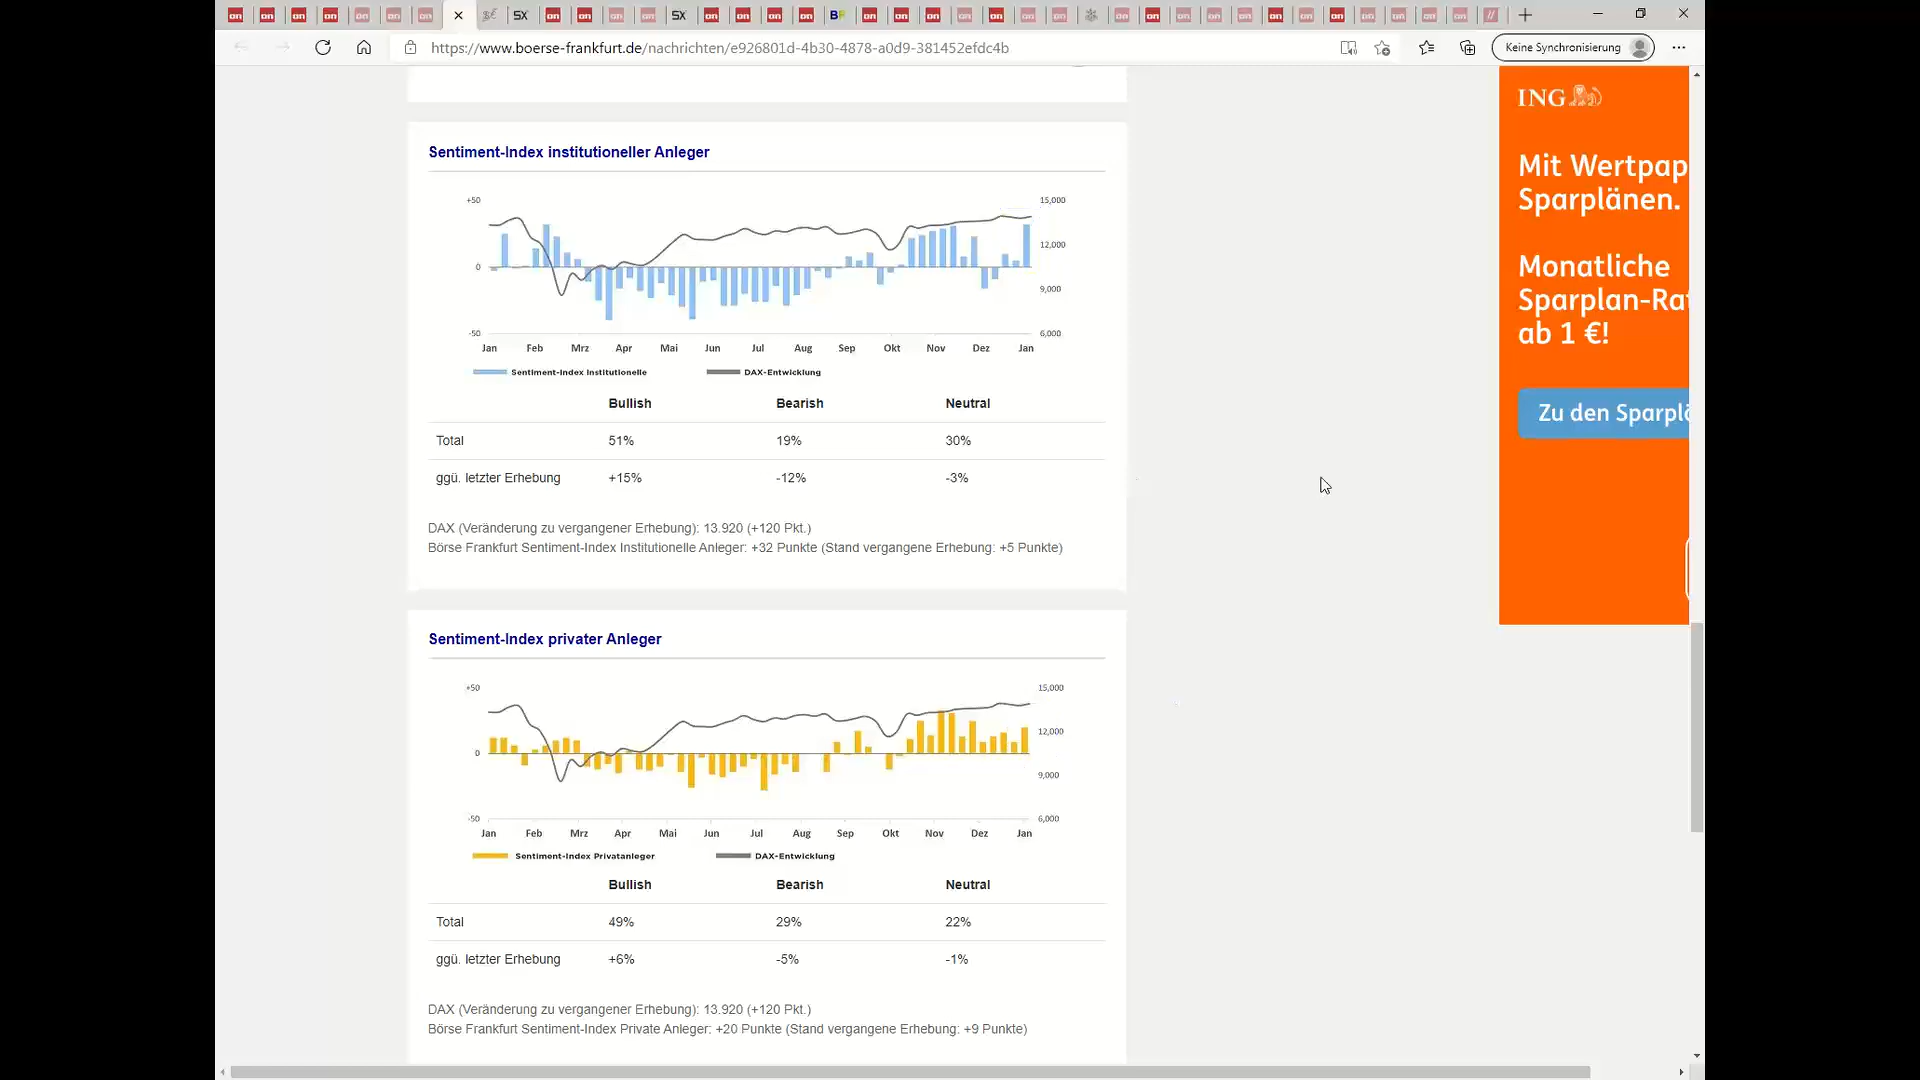 https://www.boerse-frankfurt.de/nachrichten/e926801d-4b30-4878-a0d9-381452efdc4b
Keine Synchronisierung
ING
Mit Wertpap
Sparplänen.
Monatliche
Sparplan-Rat
ab 1 €!
Zu den Sparplä
Sentiment-Index institutioneller Anleger
+50
15,000
12,000
0
9,000
-50
6,000
Jan Feb Mrz Apr Mai Jun Jul Aug Sep Okt Nov Dez Jan
Sentiment-Index Institutionelle DAX-Entwicklung
Bullish Bearish Neutral
Total 51% 19% 30%
ggü. letzter Erhebung +15% -12% -3%
DAX (Veränderung zu vergangener Erhebung): 13.920 (+120 Pkt.)
Börse Frankfurt Sentiment-Index Institutionelle Anleger: +32 Punkte (Stand vergangene Erhebung: +5 Punkte)
Sentiment-Index privater Anleger
+50
15,000
12,000
0
9,000
-50
6,000
Jan Feb Mrz Apr Mai Jun Jul Aug Sep Okt Nov Dez Jan
Sentiment-Index Privatanleger DAX-Entwicklung
Bullish Bearish Neutral
Total 49% 29% 22%
ggü. letzter Erhebung +6% -5% -1%
DAX (Veränderung zu vergangener Erhebung): 13.920 (+120 Pkt.)
Börse Frankfurt Sentiment-Index Private Anleger: +20 Punkte (Stand vergangene Erhebung: +9 Punkte)